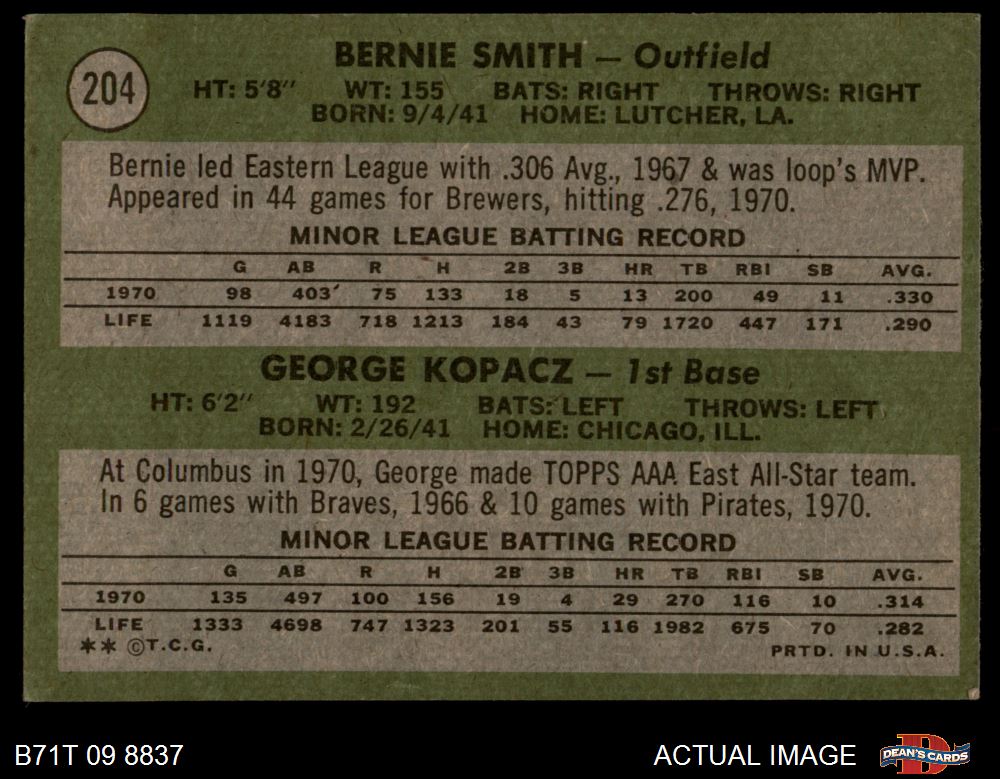 204
BERNIE SMITH — Outfield
HT: 5'8" WT: 155 BATS: RIGHT THROWS: RIGHT
BORN: 9/4/41 HOME: LUTCHER, LA.
Bernie led Eastern League with .306 Avg., 1967 & was loop's MVP.
Appeared in 44 games for Brewers, hitting .276, 1970.
MINOR LEAGUE BATTING RECORD
G AB R H 2B 3B HR TB RBI SB AVG.
1970 98 403 75 133 18 5 13 200 49 11 .330
LIFE 1119 4183 718 1213 184 43 79 1720 447 171 .290
GEORGE KOPACZ — 1st Base
HT: 6'2" WT: 192 BATS: LEFT THROWS: LEFT
BORN: 2/26/41 HOME: CHICAGO, ILL.
At Columbus in 1970, George made TOPPS AAA East All-Star team.
In 6 games with Braves, 1966 & 10 games with Pirates, 1970.
MINOR LEAGUE BATTING RECORD
G AB R H 2B 3B HR TB RBI SB AVG.
1970 135 497 100 156 19 4 29 270 116 10 .314
LIFE 1333 4698 747 1323 201 55 116 1982 675 70 .282
** ©T.C.G. PRTD. IN U.S.A.
B71T 09 8837 ACTUAL IMAGE DEAN'S CARDS